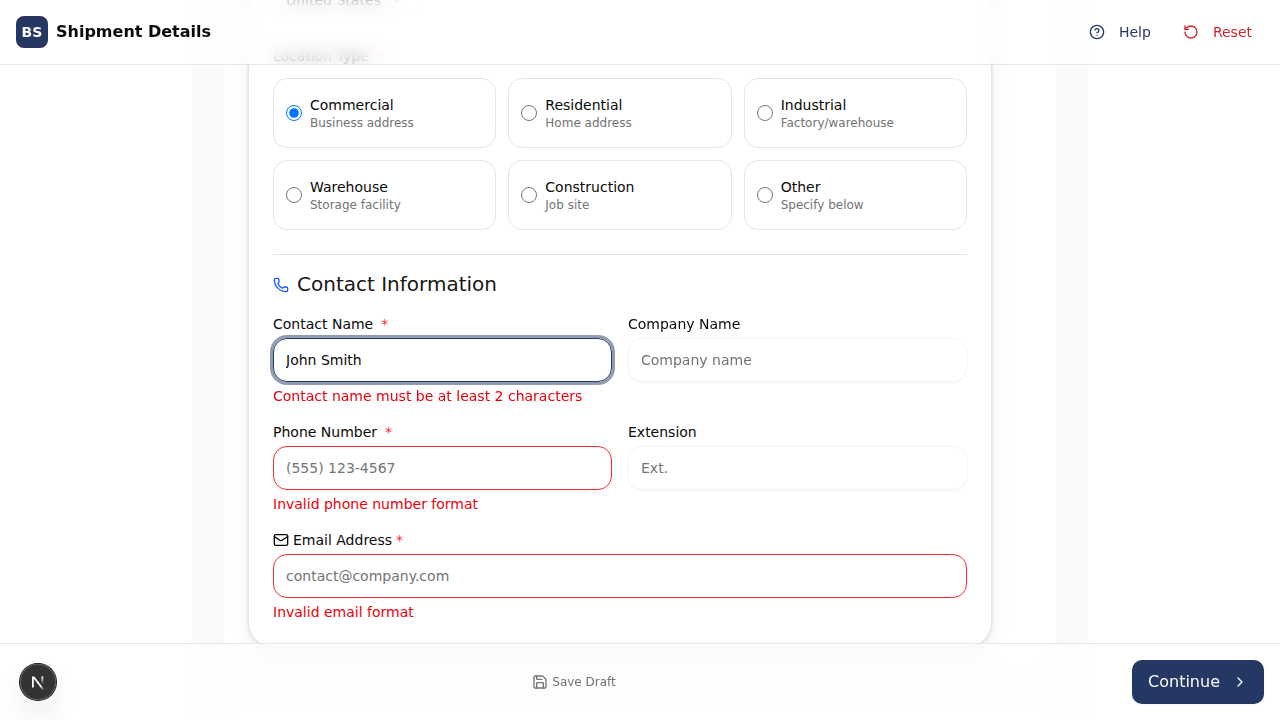 United States
BS Shipment Details
Help
Reset
Location Type *
Commercial
Business address
Residential
Home address
Industrial
Factory/warehouse
Warehouse
Storage facility
Construction
Job site
Other
Specify below
Contact Information
Contact Name *
Company Name
John Smith
Company name
Contact name must be at least 2 characters
Phone Number *
Extension
(555) 123-4567
Ext.
Invalid phone number format
Email Address *
contact@company.com
Invalid email format
N
Save Draft
Continue